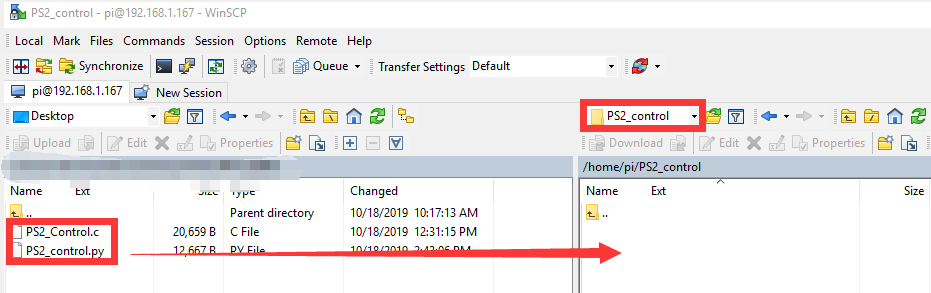 PS2_control - pi@192.168.1.167 - WinSCP
Local Mark Files Commands Session Options Remote Help
Synchronize Queue Transfer Settings Default
pi@192.168.1.167 New Session
Desktop PS2_control
Upload Edit Properties Download Edit Properties
/home/pi/PS2_control
Name Ext Size Type Changed Name Ext Size
.. Parent directory 10/18/2019 10:17:13 AM ..
PS2_Control.c 20,659 B C File 10/18/2019 12:31:15 PM
PS2_control.py 12,667 B PY File 10/18/2019 2:43:06 PM